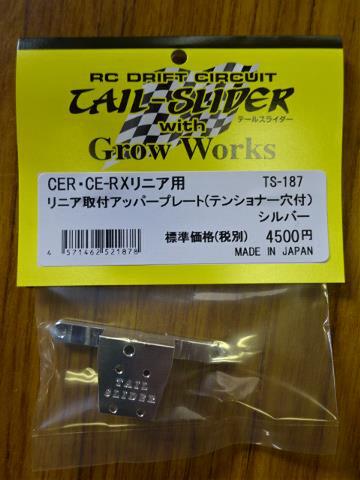 RC DRIFT CIRCUIT
TAIL-SLIDER
テールスライダー
with
Grow Works
CER・CE-RXリニア用 TS-187
リニア取付アッパープレート(テンショナー穴付)
シルバー
標準価格(税別) 4500円
4 571462 521878 MADE IN JAPAN
TAIL
SLIDER